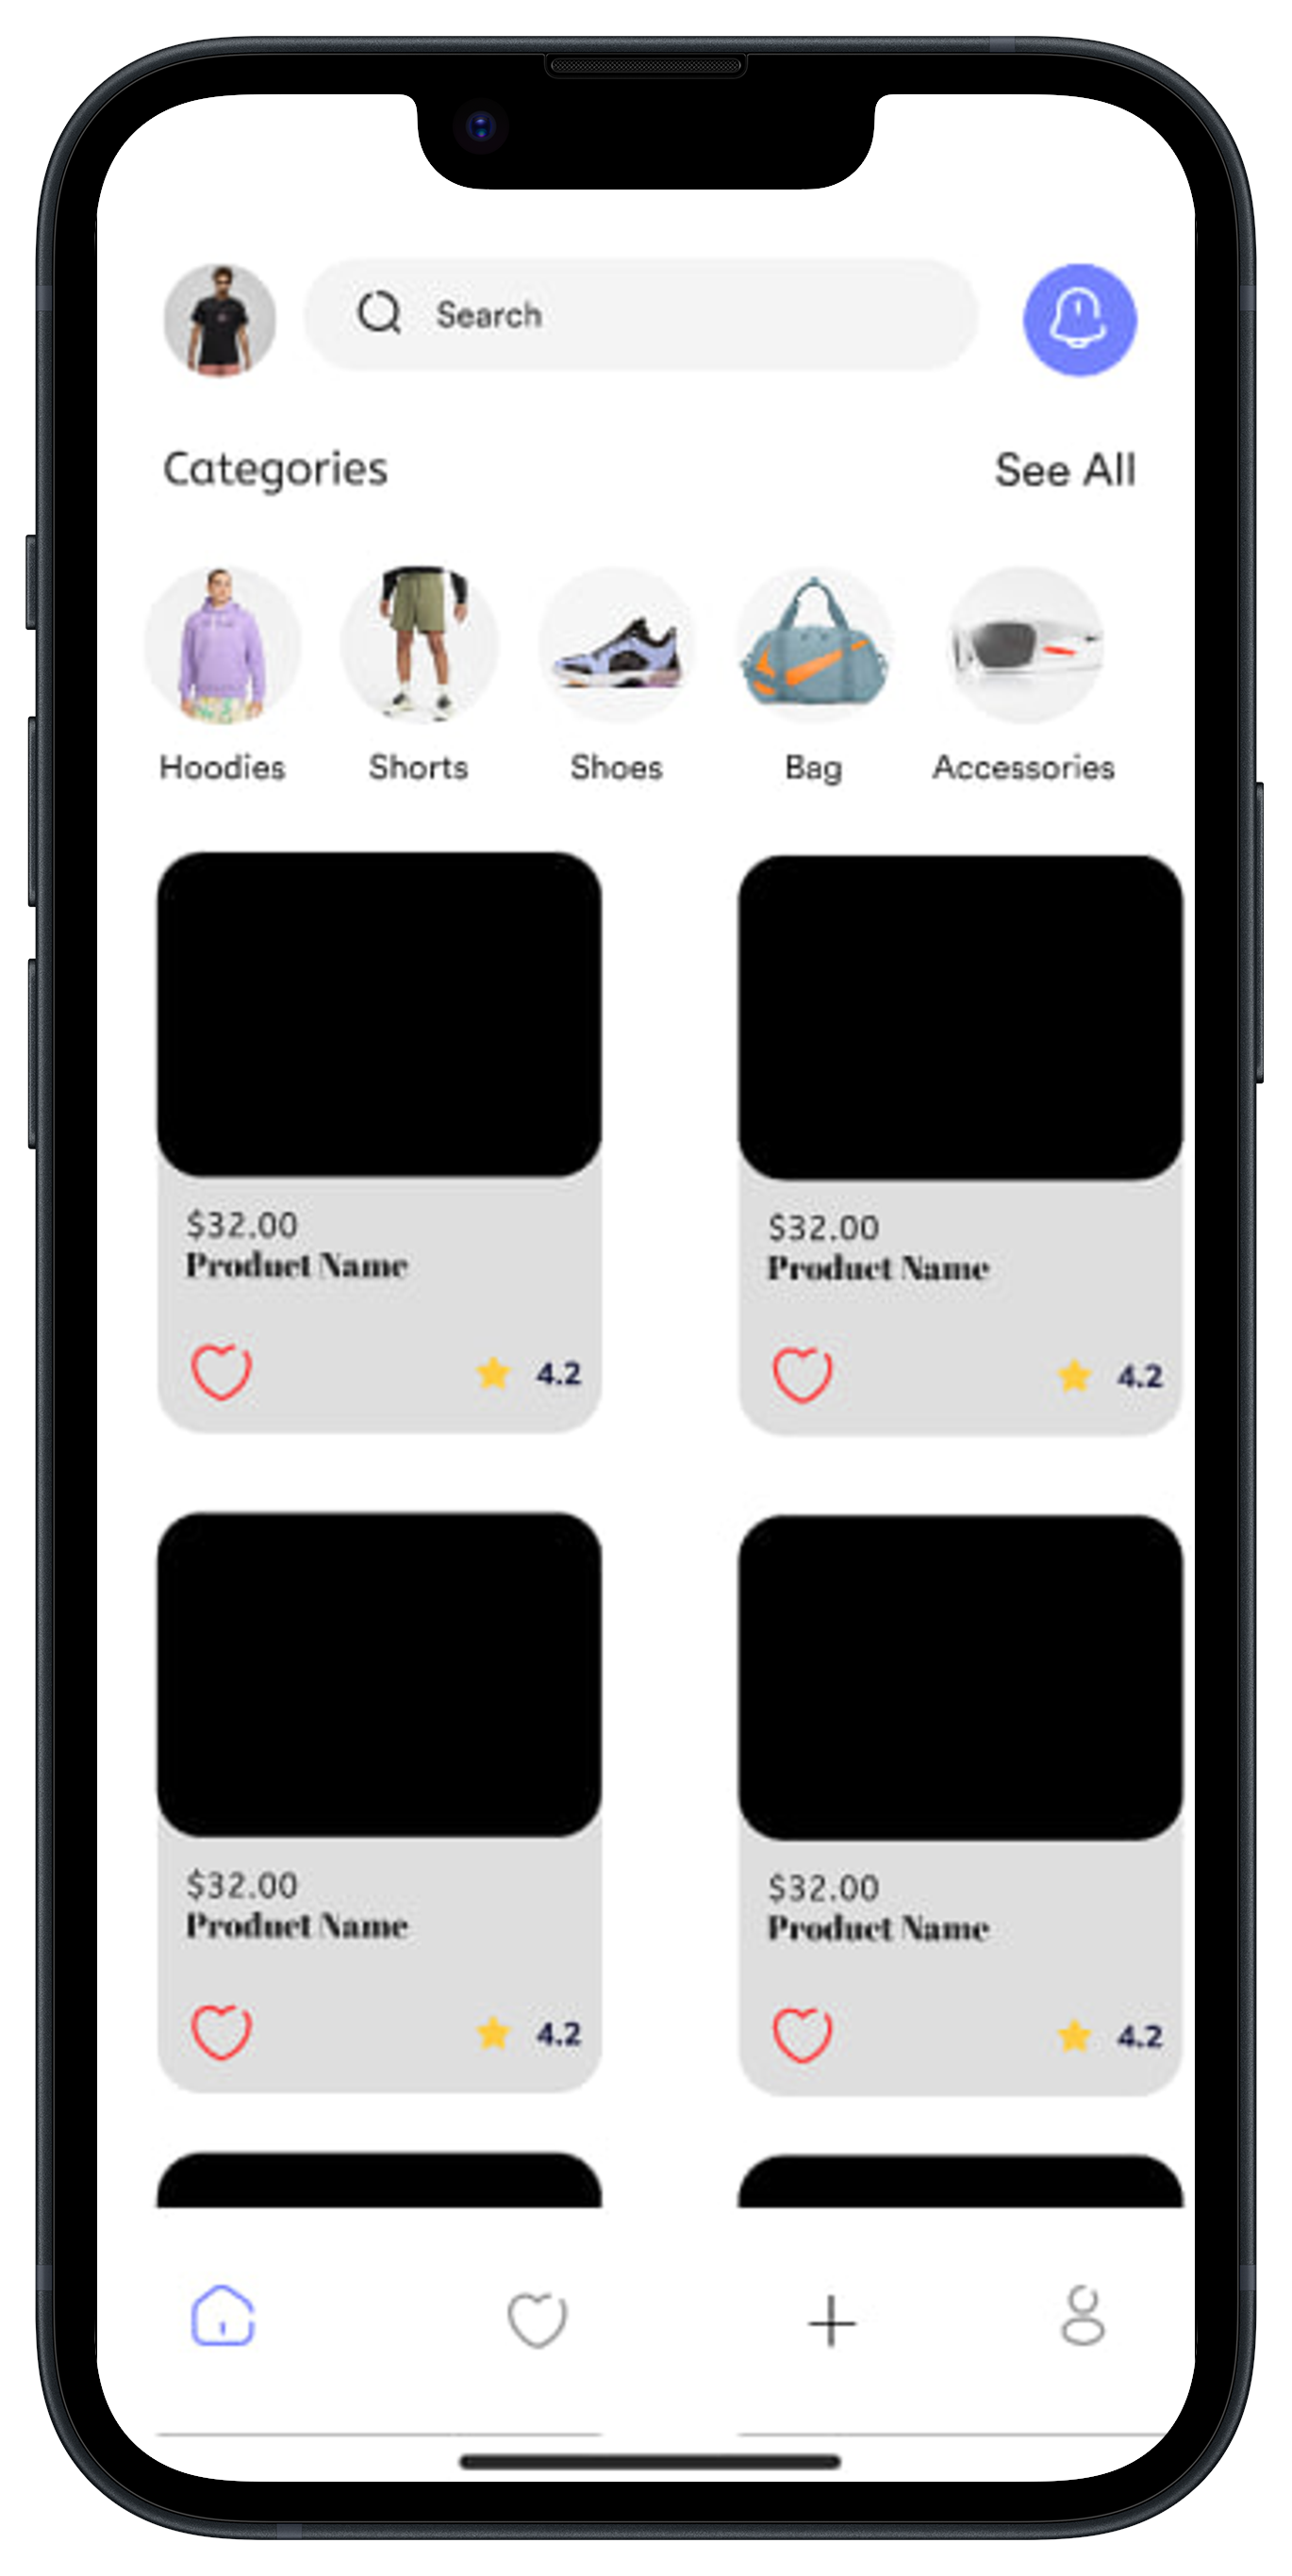 Search
Categories
See All
Hoodies
Shorts
Shoes
Bag
Accessories
$32.00
Product Name
4.2
$32.00
Product Name
4.2
$32.00
Product Name
4.2
$32.00
Product Name
4.2